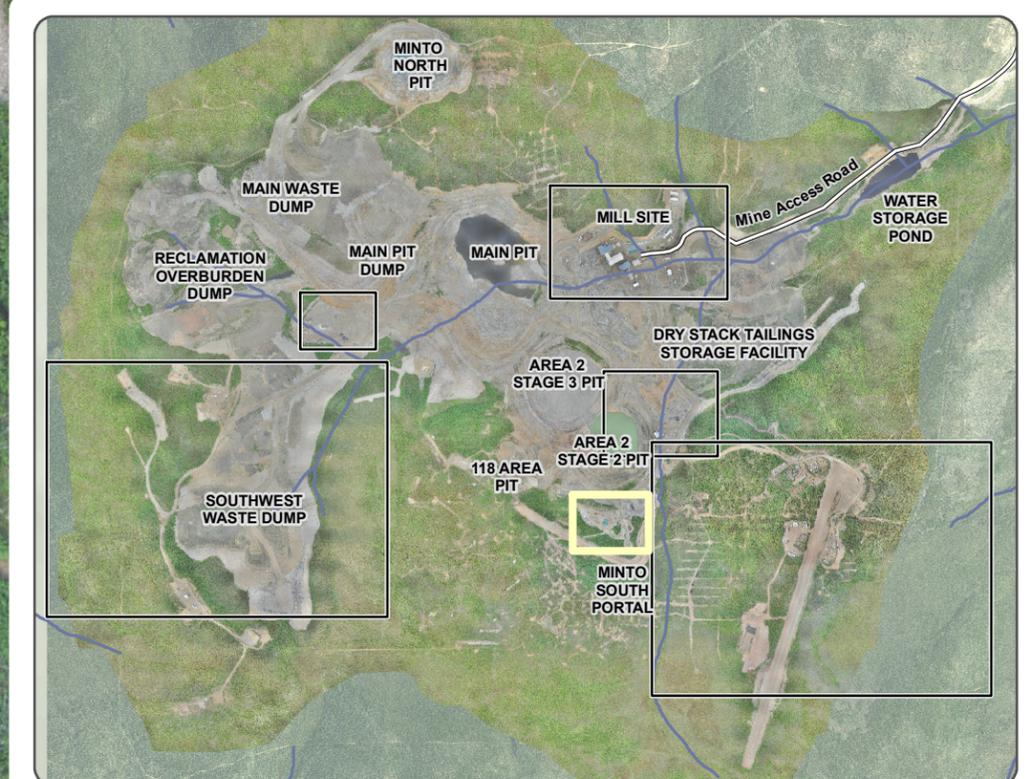 MINTO
NORTH
PIT
MAIN WASTE
DUMP
MILL SITE
Mine Access Road
WATER
STORAGE
POND
RECLAMATION
OVERBURDEN
DUMP
MAIN PIT
DUMP
MAIN PIT
DRY STACK TAILINGS
STORAGE FACILITY
AREA 2
STAGE 3 PIT
AREA 2
STAGE 2 PIT
118 AREA
PIT
SOUTHWEST
WASTE DUMP
MINTO
SOUTH
PORTAL